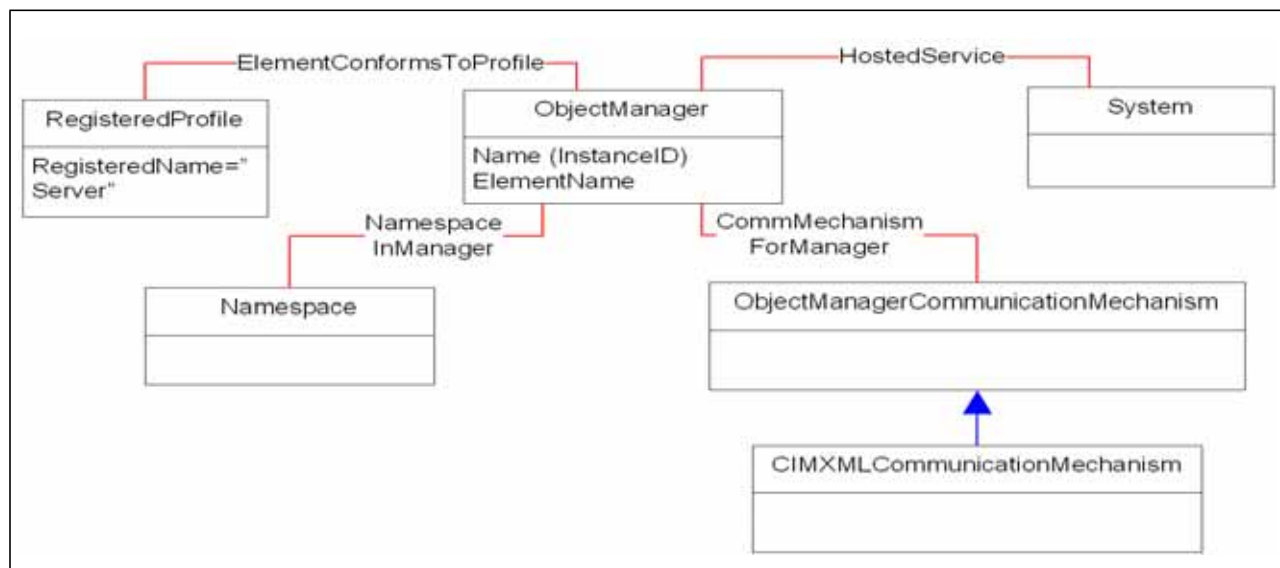 ElementConformsToProfile
HostedService
RegisteredProfile
RegisteredName="
Server"
ObjectManager
Name (InstanceID)
ElementName
System
Namespace
InManager
CommMechanism
ForManager
Namespace
ObjectManagerCommunicationMechanism
CIMXMLCommunicationMechanism